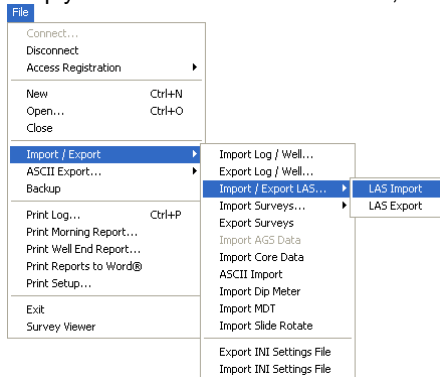 File
Connect...
Disconnect
Access Registration
New Ctrl+N
Open... Ctrl+O
Close
Import / Export
ASCII Export...
Backup
Print Log... Ctrl+P
Print Morning Report...
Print Well End Report...
Print Reports to Word®
Print Setup...
Exit
Survey Viewer
Import Log / Well...
Export Log / Well...
Import / Export LAS...
Import Surveys...
Export Surveys
Import AGS Data
Import Core Data
ASCII Import
Import Dip Meter
Import MDT
Import Slide Rotate
Export INI Settings File
Import INI Settings File
LAS Import
LAS Export